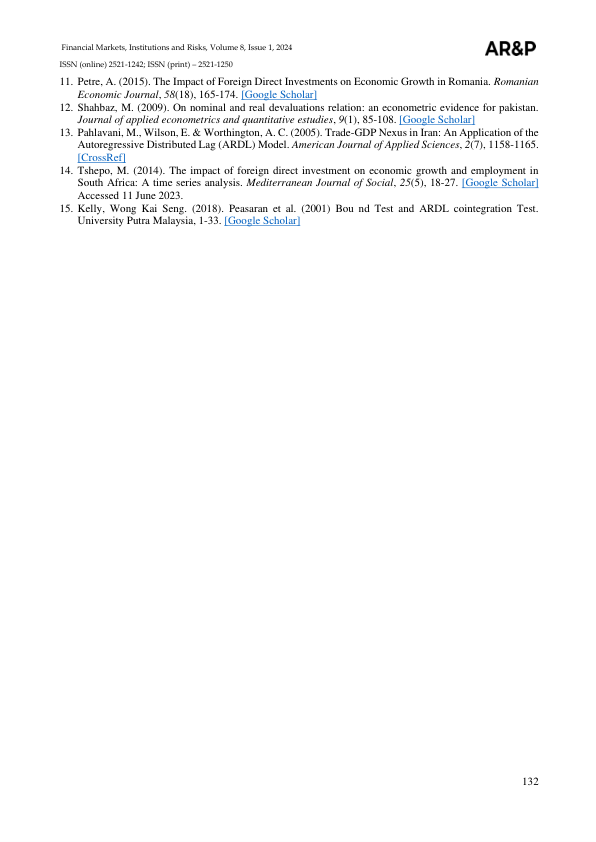 Financial Markets, Institutions and Risks, Volume 8, Issue 1, 2024
AR&P
ISSN (online) 2521-1242; ISSN (print) – 2521-1250
11. Petre, A. (2015). The Impact of Foreign Direct Investments on Economic Growth in Romania. Romanian
Economic Journal, 58(18), 165-174. [Google Scholar]
12. Shahbaz, M. (2009). On nominal and real devaluations relation: an econometric evidence for pakistan.
Journal of applied econometrics and quantitative estudies, 9(1), 85-108. [Google Scholar]
13. Pahlavani, M., Wilson, E. & Worthington, A. C. (2005). Trade-GDP Nexus in Iran: An Application of the
Autoregressive Distributed Lag (ARDL) Model. American Journal of Applied Sciences, 2(7), 1158-1165.
[CrossRef]
14. Tshepo, M. (2014). The impact of foreign direct investment on economic growth and employment in
South Africa: A time series analysis. Mediterranean Journal of Social, 25(5), 18-27. [Google Scholar]
Accessed 11 June 2023.
15. Kelly, Wong Kai Seng. (2018). Peasaran et al. (2001) Bou nd Test and ARDL cointegration Test.
University Putra Malaysia, 1-33. [Google Scholar]
132